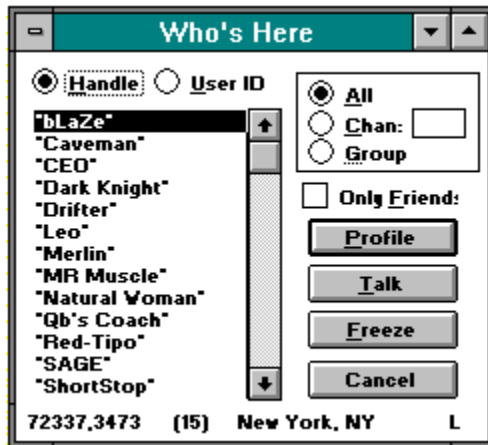 Who's Here
Handle User ID
"bLaZe"
"Caveman"
"CEO"
"Dark Knight"
"Drifter"
"Leo"
"Merlin"
"MR Muscle"
"Natural Woman"
"Qb's Coach"
"Red-Tipo"
"SAGE"
"ShortStop"
All
Chan:
Group
Only Friends
Profile
Talk
Freeze
Cancel
72337,3473 (15) New York, NY L